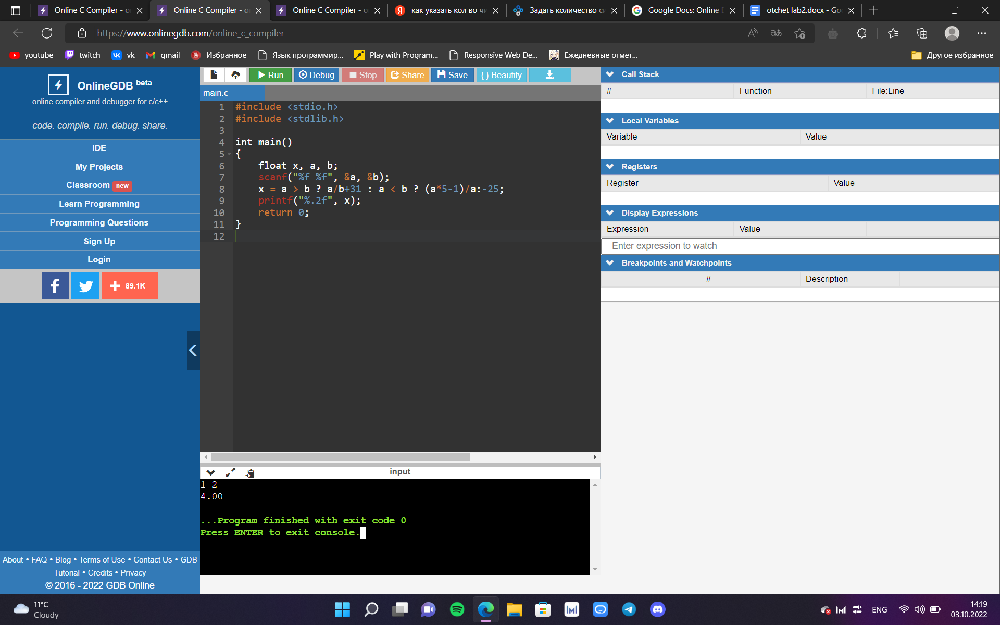 Online C Compiler - o
Online C Compiler - o
Online C Compiler - o
как указать кол во чи
Задать количество си
Google Docs: Online
otchet lab2.docx - Go
https://www.onlinegdb.com/online_c_compiler
youtube
twitch
vk
gmail
Избранное
Язык программир...
Play with Program...
Responsive Web De...
Ежедневные отмет...
Другое избранное
OnlineGDB beta
online compiler and debugger for c/c++
code. compile. run. debug. share.
IDE
My Projects
Classroom new
Learn Programming
Programming Questions
Sign Up
Login
89.1K
About • FAQ • Blog • Terms of Use • Contact Us • GDB
Tutorial • Credits • Privacy
© 2016 - 2022 GDB Online
Run
Debug
Stop
Share
Save
{ } Beautify
main.c
1 #include <stdio.h>
2 #include <stdlib.h>
3
4 int main()
5 {
6 float x, a, b;
7 scanf("%f %f", &a, &b);
8 x = a > b ? a/b+31 : a < b ? (a*5-1)/a:-25;
9 printf("%.2f", x);
10 return 0;
11 }
12
input
1 2
4.00
...Program finished with exit code 0
Press ENTER to exit console.
Call Stack
# Function File:Line
Local Variables
Variable Value
Registers
Register Value
Display Expressions
Expression Value
Enter expression to watch
Breakpoints and Watchpoints
# Description
11°C
Cloudy
ENG
14:19
03.10.2022